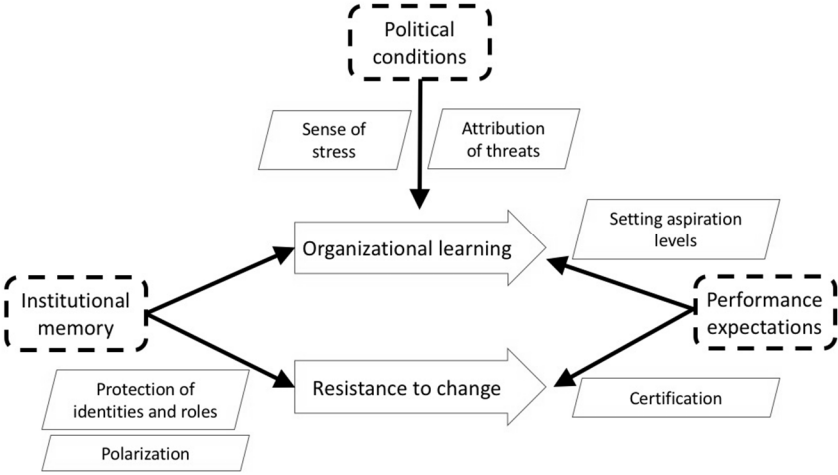 Political
conditions
Sense of
stress
Attribution
of threats
Setting aspiration
levels
Organizational learning
Institutional
memory
Performance
expectations
Resistance to change
Protection of
identities and roles
Certification
Polarization